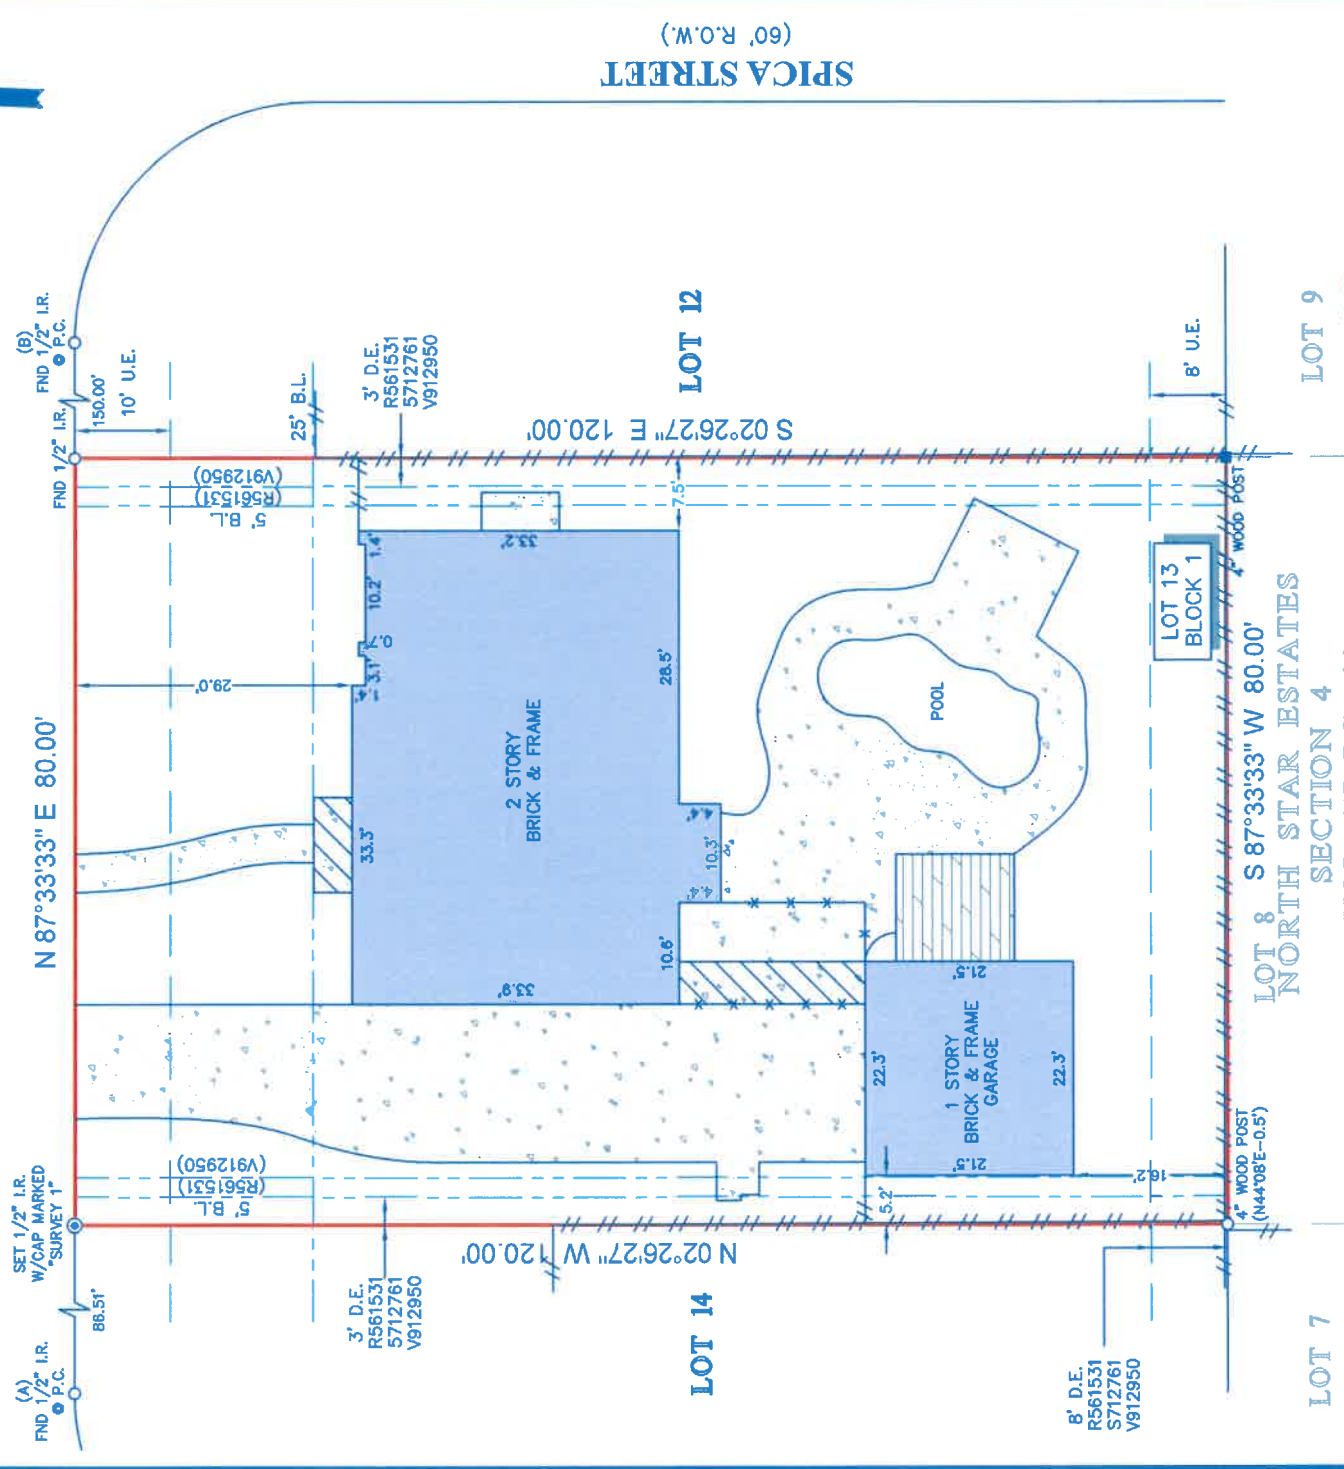 SPICA STREET
(60' R.O.W.)
(A)
FND 1/2" I.R.
@ P.C.
86.51'
SET 1/2" I.R.
W/CAP MARKED
"SURVEY 1"
N 87°33'33" E 80.00'
FND 1/2" I.R.
150.00'
10' U.E.
(B)
FND 1/2" I.R.
@ P.C.
25' B.L.
5' B.L.
(R561531)
(V912950)
5' B.L.
(R561531)
(V912950)
29.0'
3' D.E.
R561531
5712761
V912950
3' D.E.
R561531
5712761
V912950
LOT 12
S 02°26'27" E 120.00'
N 02°26'27" W 120.00'
LOT 14
33.3'
1.4'
3.1'
0.7'
10.2'
1.4'
33.2'
7.5'
2 STORY
BRICK & FRAME
33.9'
28.5'
10.6'
4.4'
10.3'
4.4'
POOL
22.3'
21.5'
1 STORY
BRICK & FRAME
GARAGE
21.5'
22.3'
5.2'
16.2'
8' U.E.
LOT 13
BLOCK 1
8' D.E.
R561531
S712761
V912950
4" WOOD POST
(N44°08'E-0.5')
4" WOOD POST
S 87°33'33" W 80.00'
LOT 7
LOT 8
LOT 9
NORTH STAR ESTATES
SECTION 4